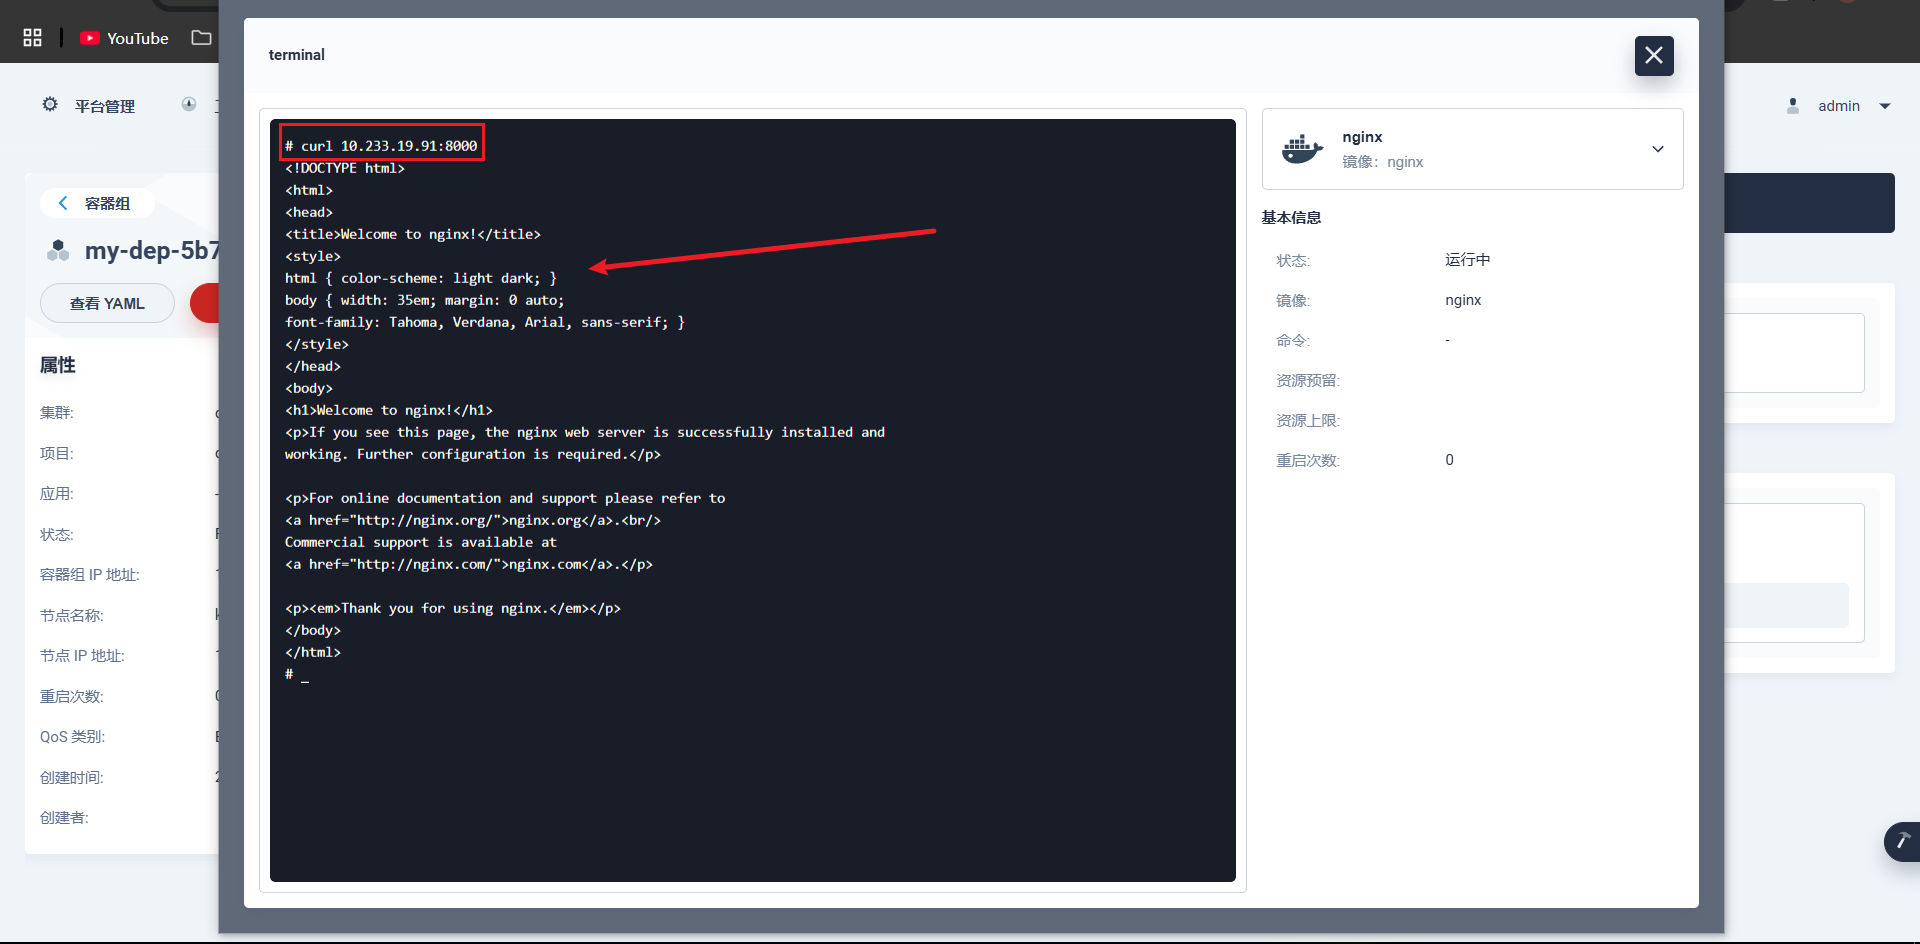 YouTube
terminal
平台管理
admin
# curl 10.233.19.91:8000
<!DOCTYPE html>
<html>
<head>
<title>Welcome to nginx!</title>
<style>
html { color-scheme: light dark; }
body { width: 35em; margin: 0 auto;
font-family: Tahoma, Verdana, Arial, sans-serif; }
</style>
</head>
<body>
<h1>Welcome to nginx!</h1>
<p>If you see this page, the nginx web server is successfully installed and
working. Further configuration is required.</p>
<p>For online documentation and support please refer to
<a href="http://nginx.org/">nginx.org</a>.<br/>
Commercial support is available at
<a href="http://nginx.com/">nginx.com</a>.</p>
<p><em>Thank you for using nginx.</em></p>
</body>
</html>
# _
nginx
镜像: nginx
基本信息
状态: 运行中
镜像: nginx
命令: -
资源预留:
资源上限:
重启次数: 0
容器组
my-dep-5b7
查看 YAML
属性
集群:
项目:
应用:
状态:
容器组 IP 地址:
节点名称:
节点 IP 地址:
重启次数:
QoS 类别:
创建时间:
创建者: